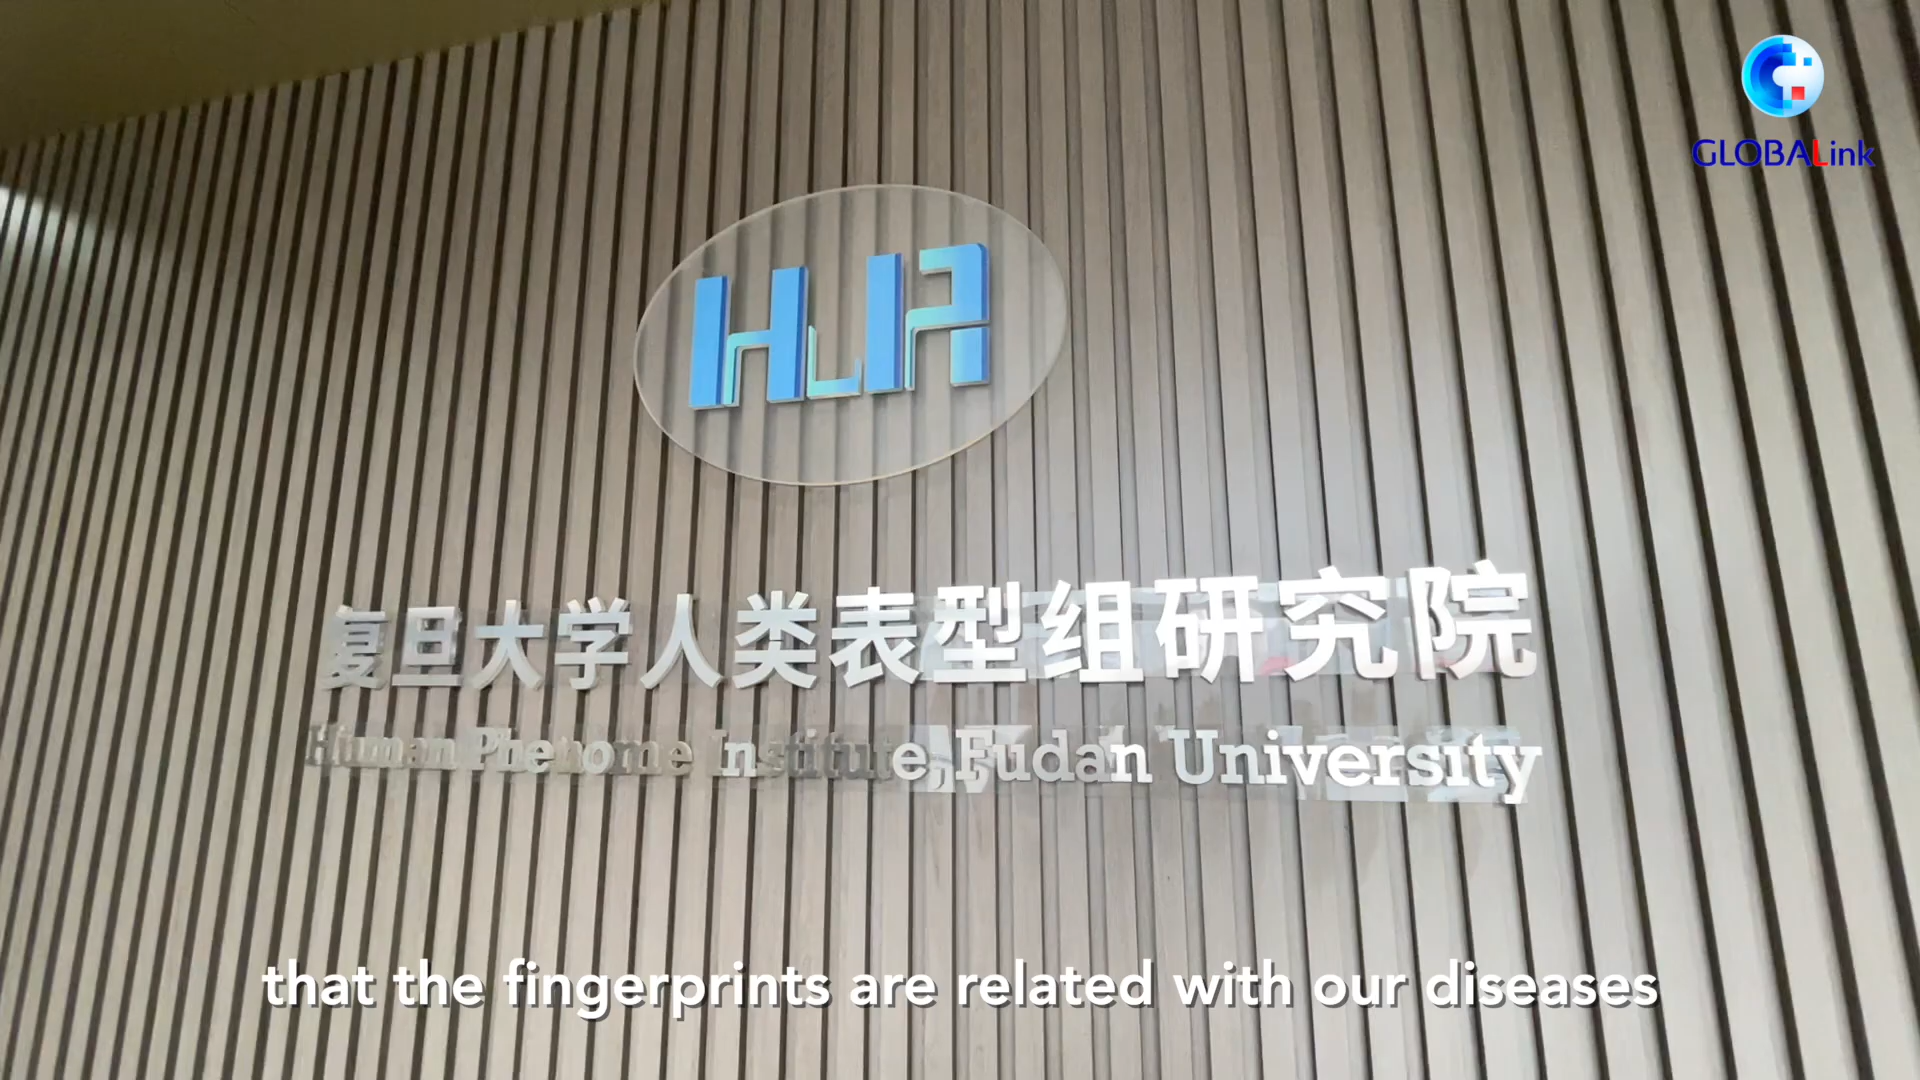 GLOBALink
复旦大学人类表型组研究院
Human Phenome Institute, Fudan University
that the fingerprints are related with our diseases